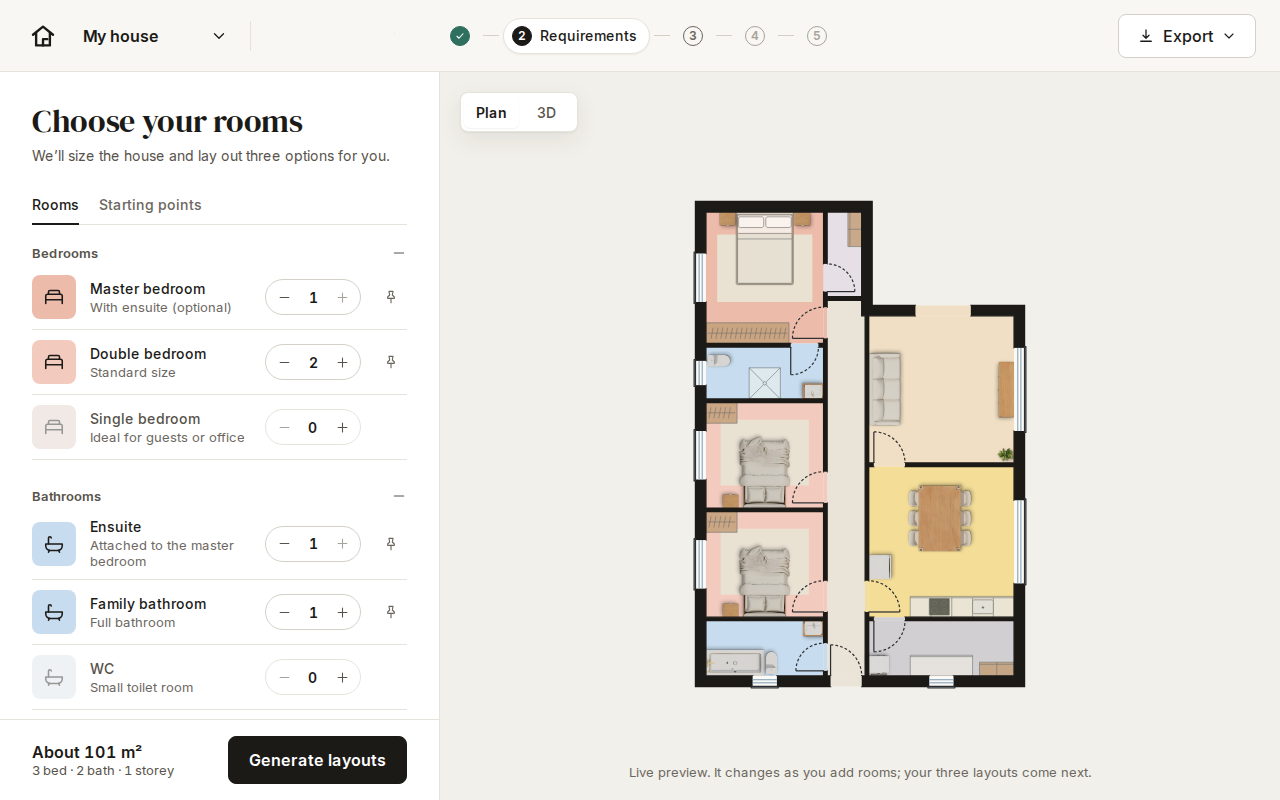 My house
2
Requirements
3
4
5
Export
Choose your rooms
We'll size the house and lay out three options for you.
Rooms
Starting points
Bedrooms
Master bedroom
With ensuite (optional)
1
Double bedroom
Standard size
2
Single bedroom
Ideal for guests or office
0
Bathrooms
Ensuite
Attached to the master
bedroom
1
Family bathroom
Full bathroom
1
WC
Small toilet room
0
About 101 m²
3 bed · 2 bath · 1 storey
Generate layouts
Plan
3D
Live preview. It changes as you add rooms; your three layouts come next.